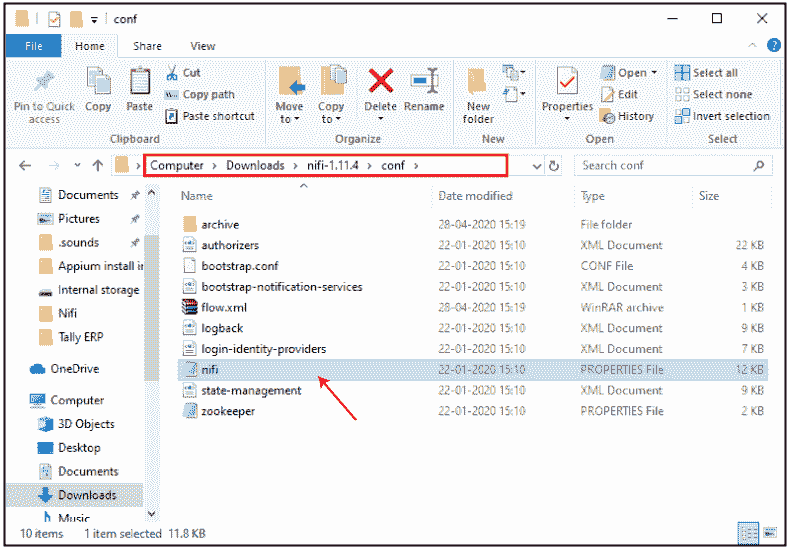 conf
File Home Share View
Pin to Quick access
Copy
Paste
Cut
Copy path
Paste shortcut
Clipboard
Move to
Copy to
Delete
Rename
Organize
New folder
New
Properties
Open
Edit
History
Open
Select all
Select none
Invert selection
Select
Computer Downloads nifi-1.11.4 conf
Search conf
Documents
Pictures
.sounds
Appium install in
Internal storage
Nifi
Tally ERP
OneDrive
Computer
3D Objects
Desktop
Documents
Downloads
Music
Name Date modified Type Size
archive 28-04-2020 15:19 File folder
authorizers 22-01-2020 15:10 XML Document 22 KB
bootstrap.conf 22-01-2020 15:10 CONF File 4 KB
bootstrap-notification-services 22-01-2020 15:10 XML Document 3 KB
flow.xml 28-04-2020 15:19 WinRAR archive 1 KB
logback 22-01-2020 15:10 XML Document 9 KB
login-identity-providers 22-01-2020 15:10 XML Document 7 KB
nifi 22-01-2020 15:10 PROPERTIES File 12 KB
state-management 22-01-2020 15:10 XML Document 9 KB
zookeeper 22-01-2020 15:10 PROPERTIES File 2 KB
10 items 1 item selected 11.8 KB